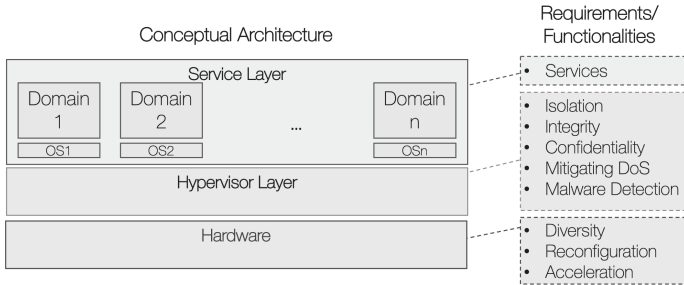 Conceptual Architecture
Requirements/
Functionalities
Service Layer
Domain
1
OS1
Domain
2
OS2
...
Domain
n
OSn
Hypervisor Layer
Hardware
• Services
• Isolation
• Integrity
• Confidentiality
• Mitigating DoS
• Malware Detection
• Diversity
• Reconfiguration
• Acceleration